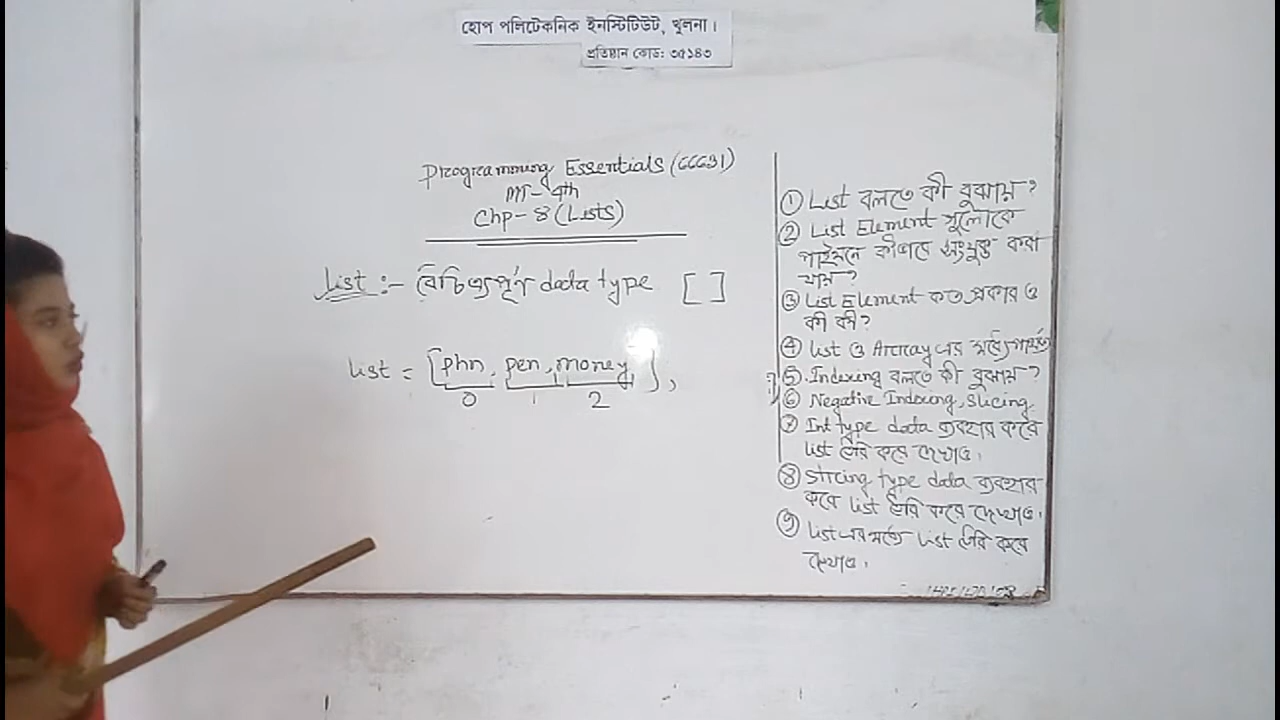 হোপ পলিটেকনিক ইনস্টিটিউট, খুলনা।
প্রতিষ্ঠান কোড: ৩৫১৪৩
Programming Essentials (66631)
MT- 4th
Chp- 8 (Lists)
List :- বৈচিত্র্যপূর্ণ data type [ ]
list = [phn, pen, money],
0 1 2
① List বলতে কী বুঝায়?
② List Element গুলোকে
পাইথনে কীভাবে সংযুক্ত করা
যায়?
③ List Element কত প্রকার ও
কী কী?
④ List ও Array এর মধ্যে পার্থক্য
⑤. Indexing বলতে কী বুঝায়?
⑥ Negative Indexing, Slicing.
⑦ Int type data ব্যবহার করে
list তৈরি করে দেখাও।
⑧ String type data ব্যবহার
করে list তৈরি করে দেখাও।
⑨ List এর মধ্যে List তৈরি করে
দেখাও।